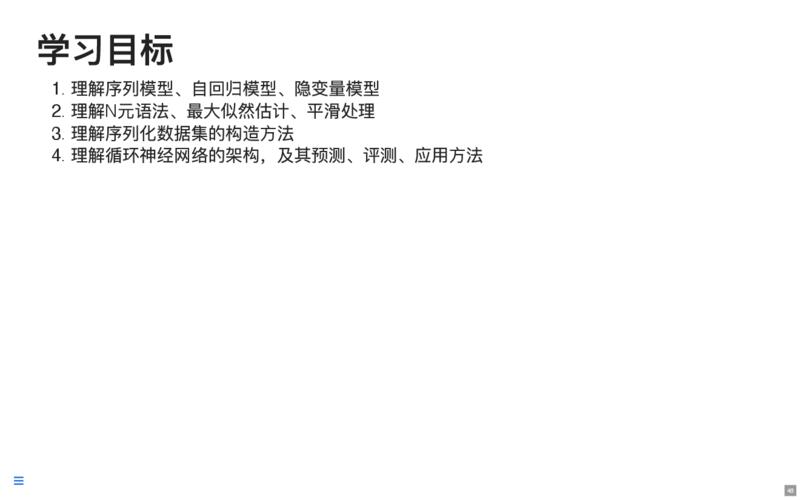 学习目标
1. 理解序列模型、自回归模型、隐变量模型
2. 理解N元语法、最大似然估计、平滑处理
3. 理解序列化数据集的构造方法
4. 理解循环神经网络的架构，及其预测、评测、应用方法